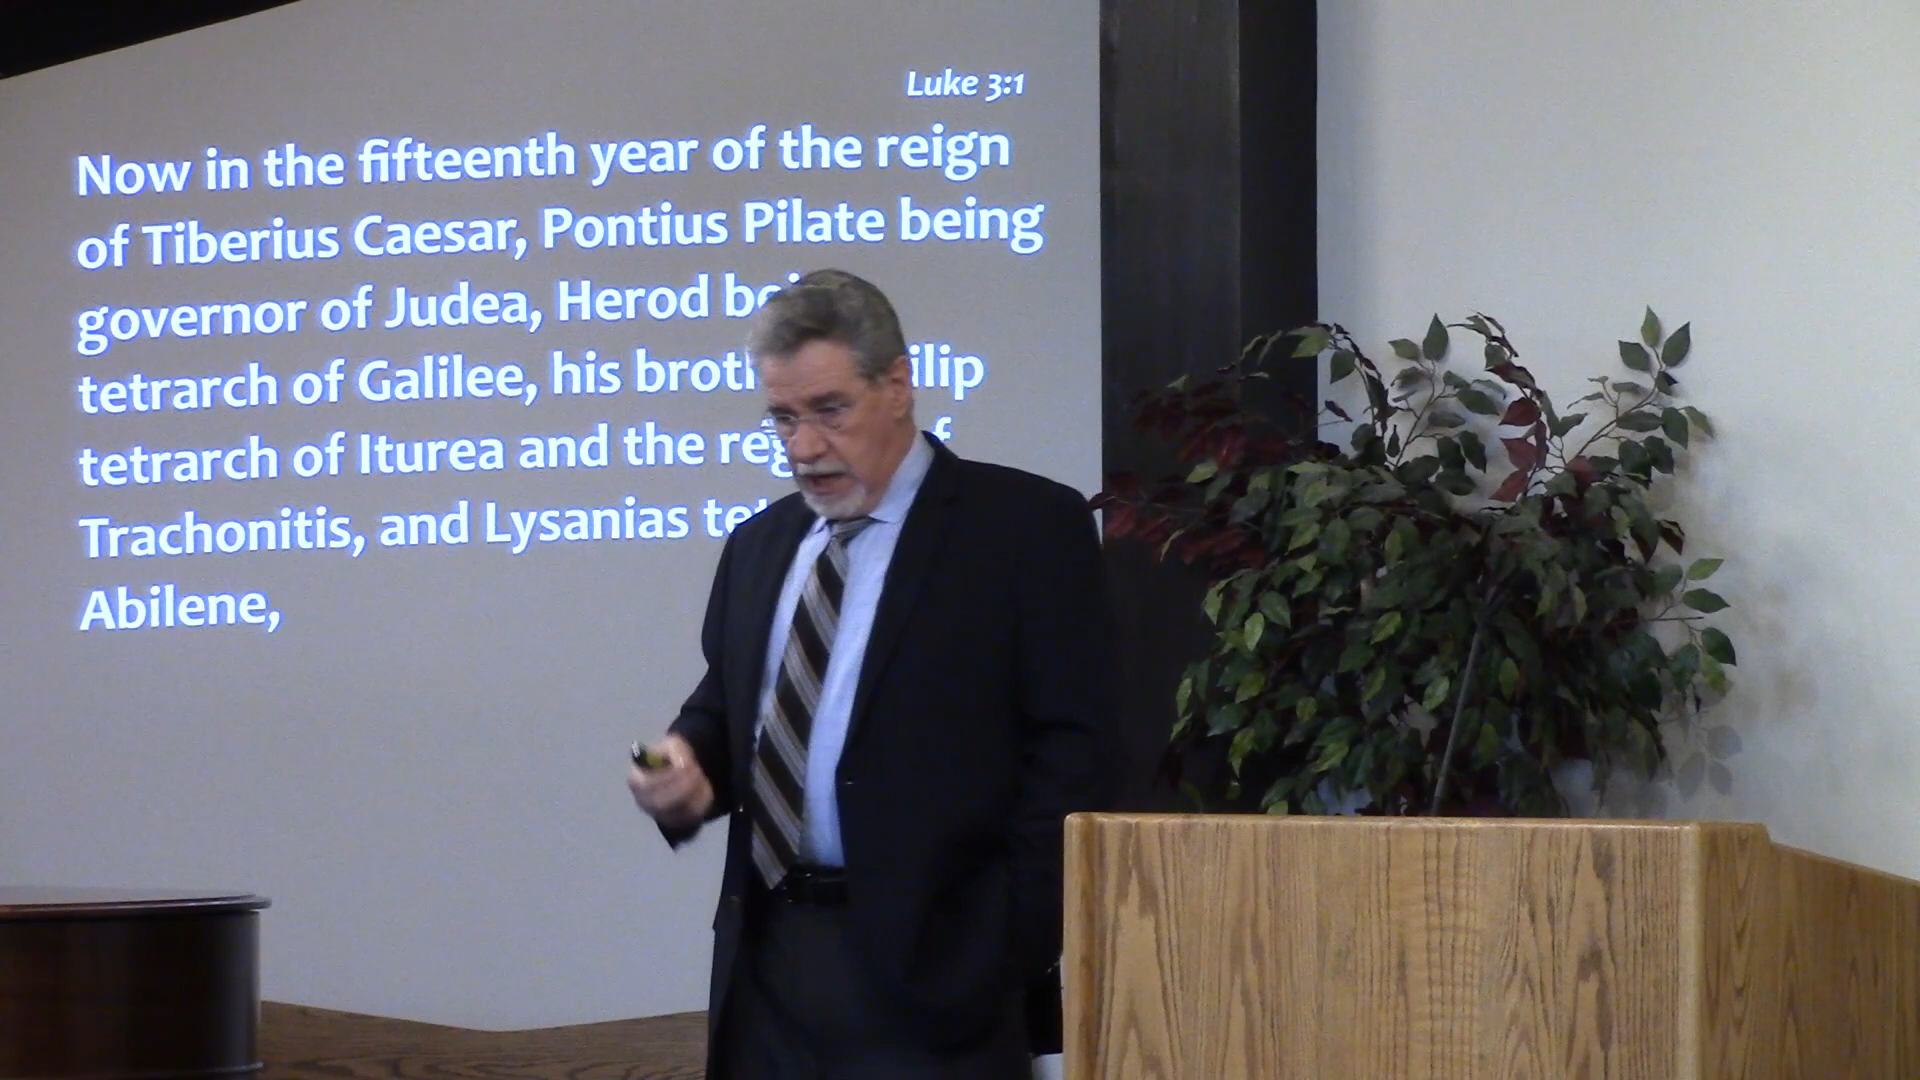 Luke 3:1
Now in the fifteenth year of the reign
of Tiberius Caesar, Pontius Pilate being
governor of Judea, Herod
tetrarch of Galilee, his
tetrarch of Iturea and the
Trachonitis, and Lysanias
Abilene,